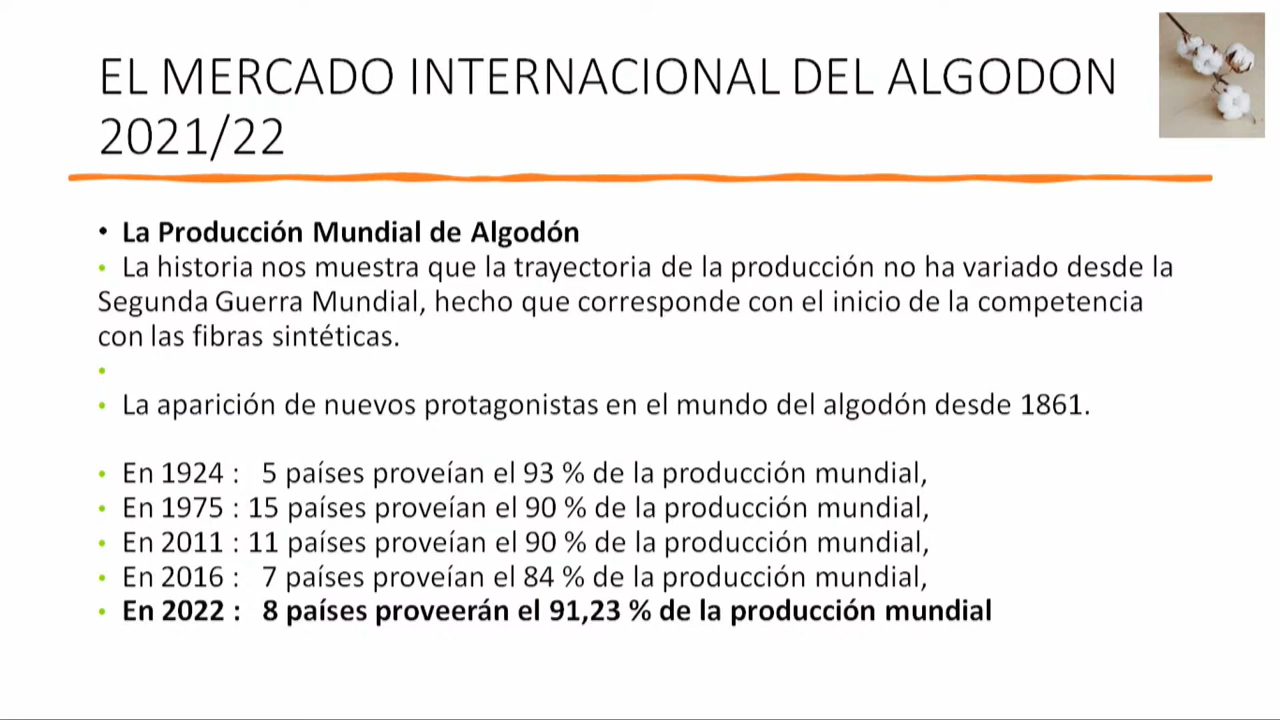 EL MERCADO INTERNACIONAL DEL ALGODON
2021/22
• La Producción Mundial de Algodón
• La historia nos muestra que la trayectoria de la producción no ha variado desde la
Segunda Guerra Mundial, hecho que corresponde con el inicio de la competencia
con las fibras sintéticas.
•
• La aparición de nuevos protagonistas en el mundo del algodón desde 1861.
• En 1924 : 5 países proveían el 93 % de la producción mundial,
• En 1975 : 15 países proveían el 90 % de la producción mundial,
• En 2011 : 11 países proveían el 90 % de la producción mundial,
• En 2016 : 7 países proveían el 84 % de la producción mundial,
• En 2022 : 8 países proveerán el 91,23 % de la producción mundial